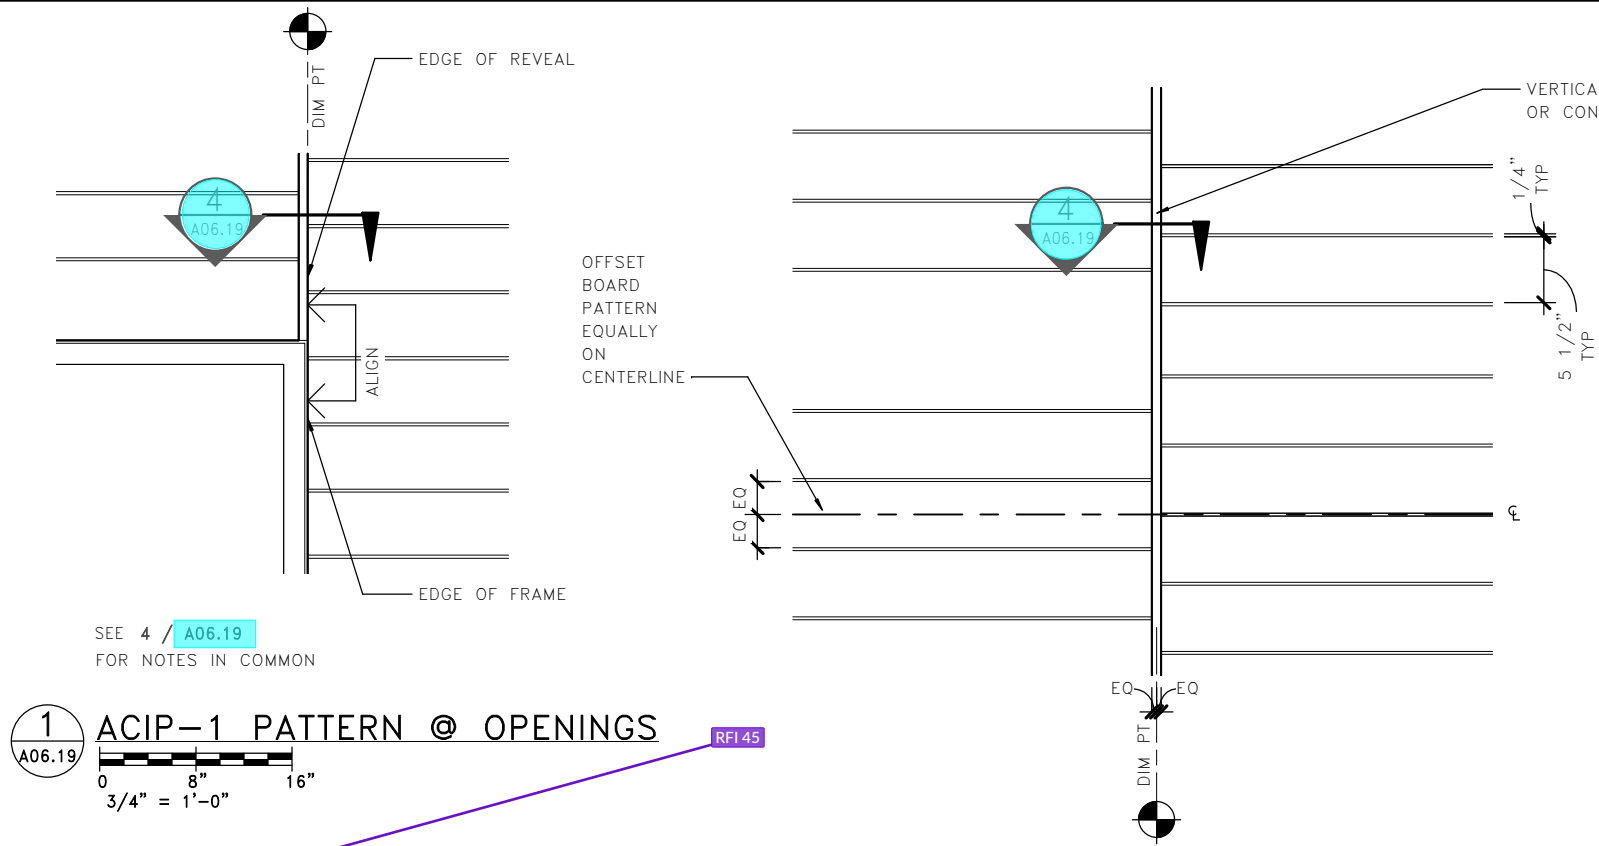 DIM PT
EDGE OF REVEAL
4
A06.19
ALIGN
EDGE OF FRAME
SEE 4 / A06.19
FOR NOTES IN COMMON
1
A06.19
ACIP-1 PATTERN @ OPENINGS
0 8" 16"
3/4" = 1'-0"
RFI 45
OFFSET
BOARD
PATTERN
EQUALLY
ON
CENTERLINE
EQ EQ
4
A06.19
VERTICA
OR CON
1/4"
TYP
5 1/2"
TYP
℄
EQ EQ
DIM PT